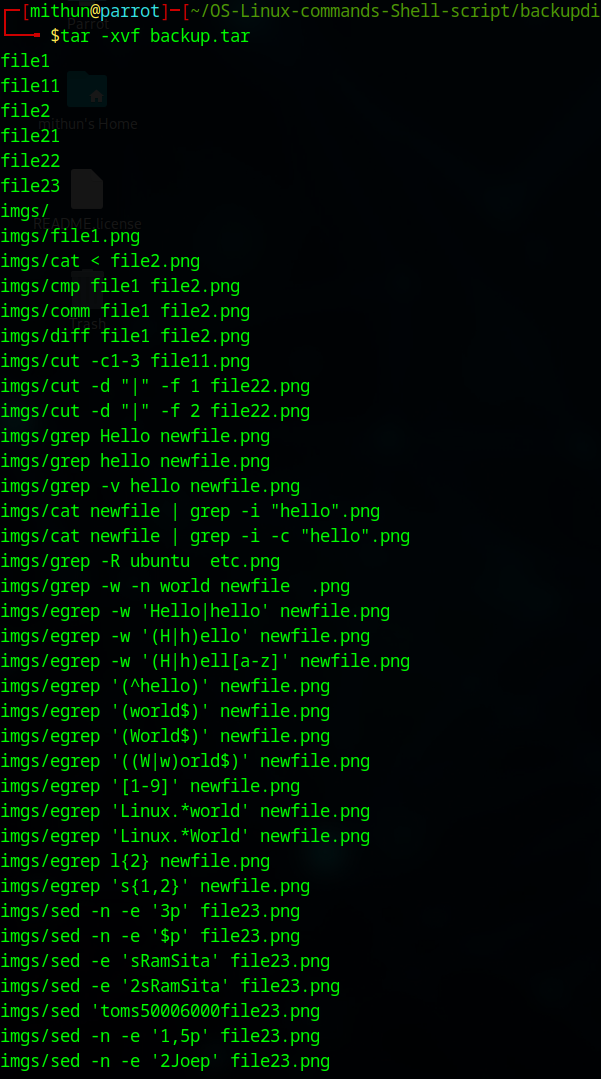 ┌─[mithun@parrot]─[~/OS-Linux-commands-Shell-script/backupdi
└──╼ $tar -xvf backup.tar
file1
file11
file2
mithun's Home
file21
file22
file23
imgs/
README.license
imgs/file1.png
imgs/cat < file2.png
imgs/cmp file1 file2.png
imgs/comm file1 file2.png
Trash
imgs/diff file1 file2.png
imgs/cut -c1-3 file11.png
imgs/cut -d "|" -f 1 file22.png
imgs/cut -d "|" -f 2 file22.png
imgs/grep Hello newfile.png
imgs/grep hello newfile.png
imgs/grep -v hello newfile.png
imgs/cat newfile | grep -i "hello".png
imgs/cat newfile | grep -i -c "hello".png
imgs/grep -R ubuntu  etc.png
imgs/grep -w -n world newfile  .png
imgs/egrep -w 'Hello|hello' newfile.png
imgs/egrep -w '(H|h)ello' newfile.png
imgs/egrep -w '(H|h)ell[a-z]' newfile.png
imgs/egrep '(^hello)' newfile.png
imgs/egrep '(world$)' newfile.png
imgs/egrep '(World$)' newfile.png
imgs/egrep '((W|w)orld$)' newfile.png
imgs/egrep '[1-9]' newfile.png
imgs/egrep 'Linux.*world' newfile.png
imgs/egrep 'Linux.*World' newfile.png
imgs/egrep l{2} newfile.png
imgs/egrep 's{1,2}' newfile.png
imgs/sed -n -e '3p' file23.png
imgs/sed -n -e '$p' file23.png
imgs/sed -e 'sRamSita' file23.png
imgs/sed -e '2sRamSita' file23.png
imgs/sed 'toms50006000file23.png
imgs/sed -n -e '1,5p' file23.png
imgs/sed -n -e '2Joep' file23.png